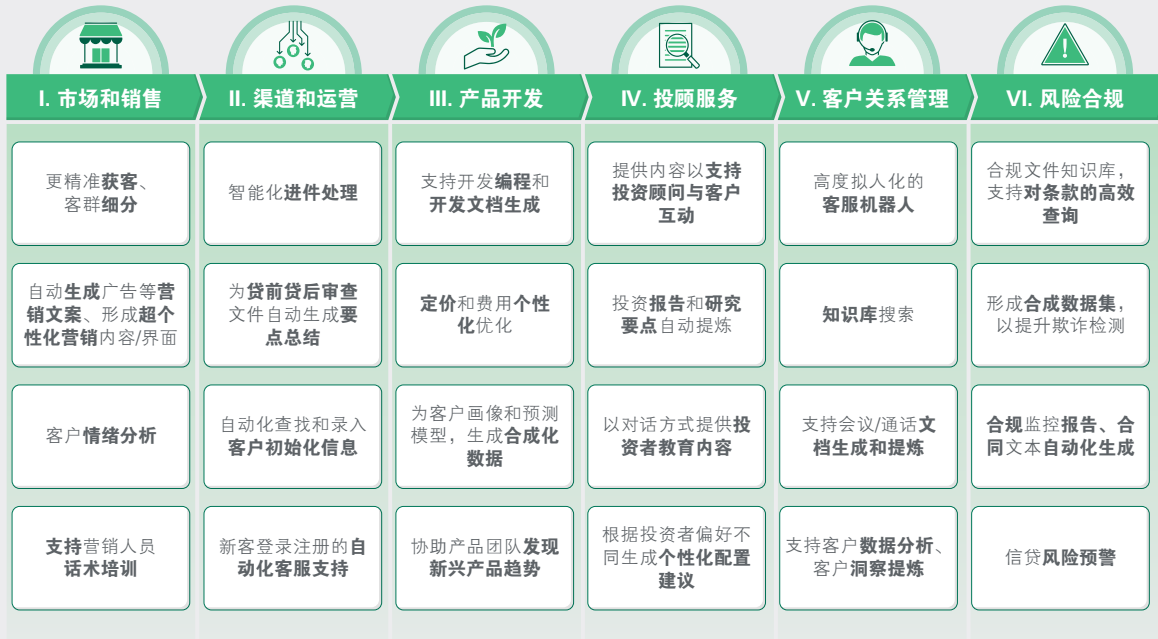 I. 市场和销售
II. 渠道和运营
III. 产品开发
IV. 投顾服务
V. 客户关系管理
VI. 风险合规
更精准获客、
客群细分
智能化进件处理
支持开发编程和
开发文档生成
提供内容以支持
投资顾问与客户
互动
高度拟人化的
客服机器人
合规文件知识库，
支持对条款的高效
查询
自动生成广告等营
销文案、形成超个
性化营销内容/界面
为贷前贷后审查
文件自动生成要
点总结
定价和费用个性
化优化
投资报告和研究
要点自动提炼
知识库搜索
形成合成数据集，
以提升欺诈检测
客户情绪分析
自动化查找和录入
客户初始化信息
为客户画像和预测
模型，生成合成化
数据
以对话方式提供投
资者教育内容
支持会议/通话文
档生成和提炼
合规监控报告、合
同文本自动化生成
支持营销人员
话术培训
新客登录注册的自
动化客服支持
协助产品团队发现
新兴产品趋势
根据投资者偏好不
同生成个性化配置
建议
支持客户数据分析、
客户洞察提炼
信贷风险预警